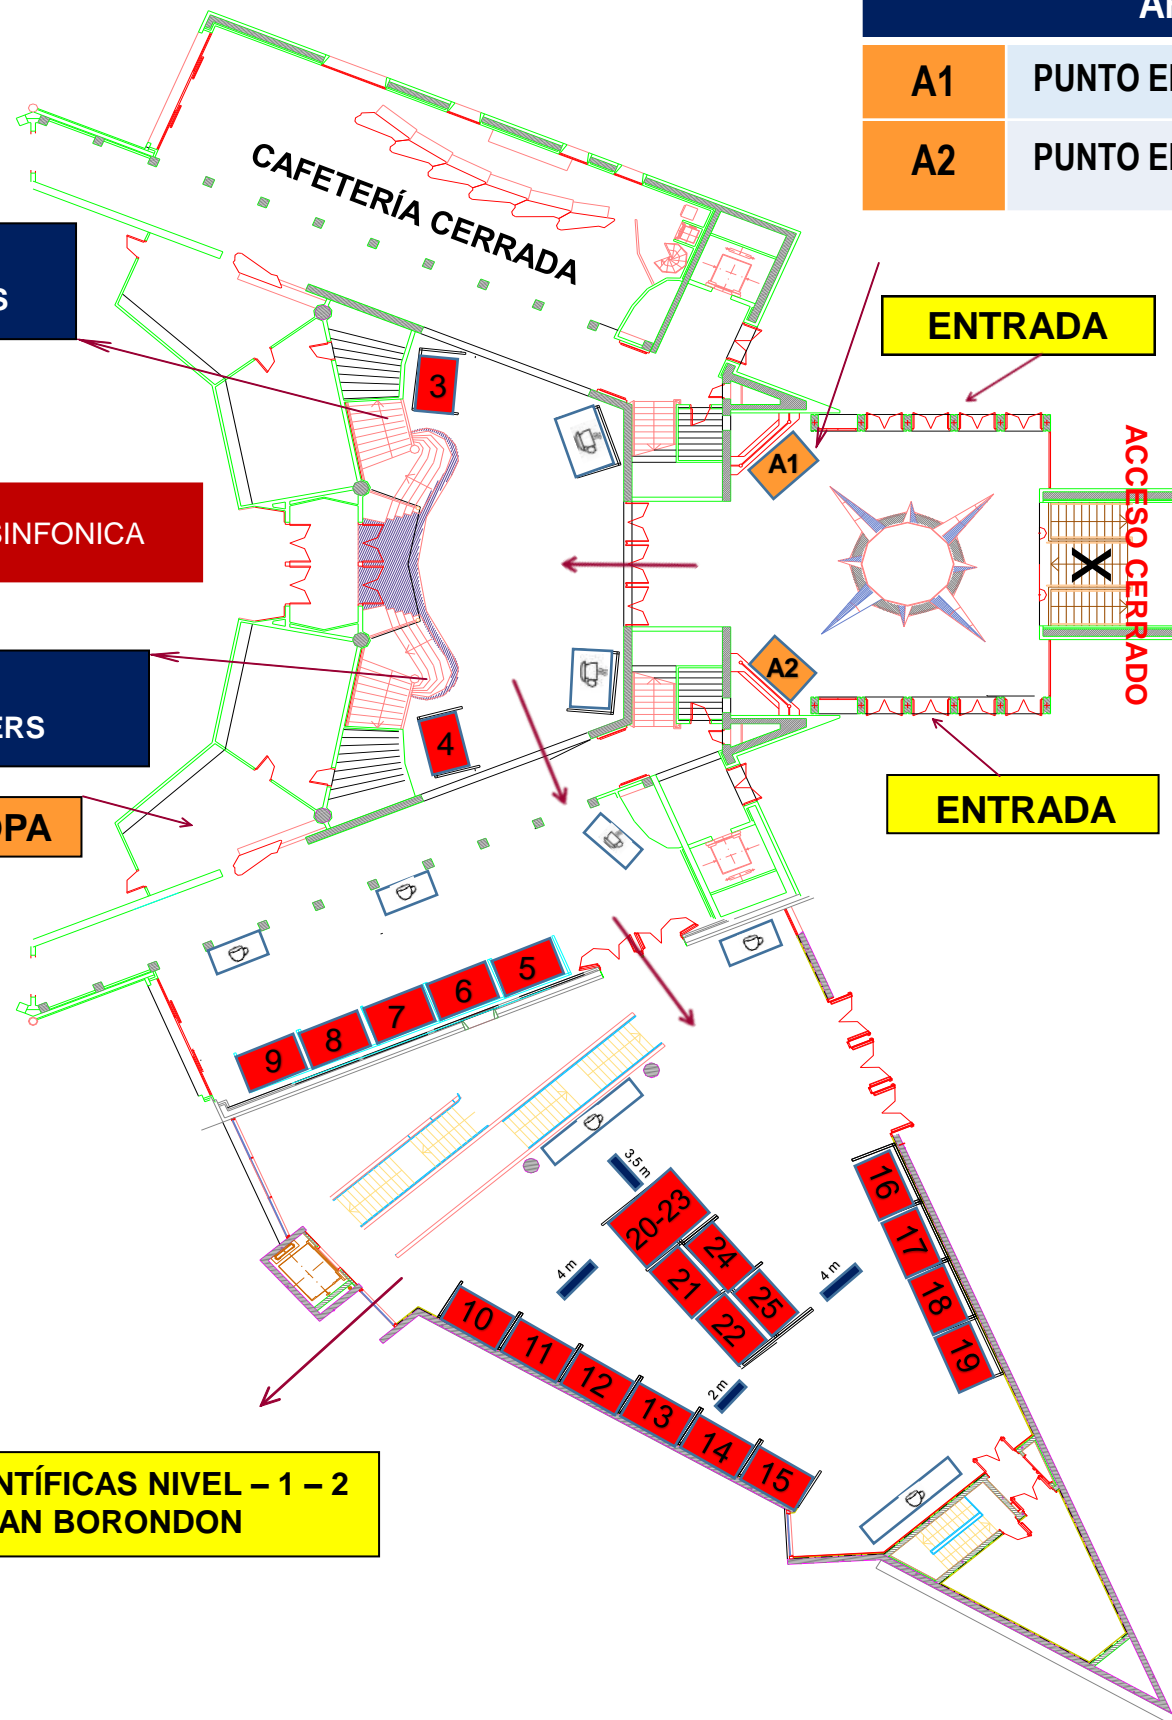 A1
PUNTO
A2
PUNTO
CAFETERÍA CERRADA
S
ENTRADA
3
A1
ACCESO CERRADO
X
SINFONICA
A2
ERS
4
ENTRADA
OPA
5
6
7
8
9
3,5 m
16
20-23
17
24
4 m
4 m
21
25
18
10
22
11
19
12
2 m
13
14
15
NTÍFICAS NIVEL – 1 – 2
AN BORONDON